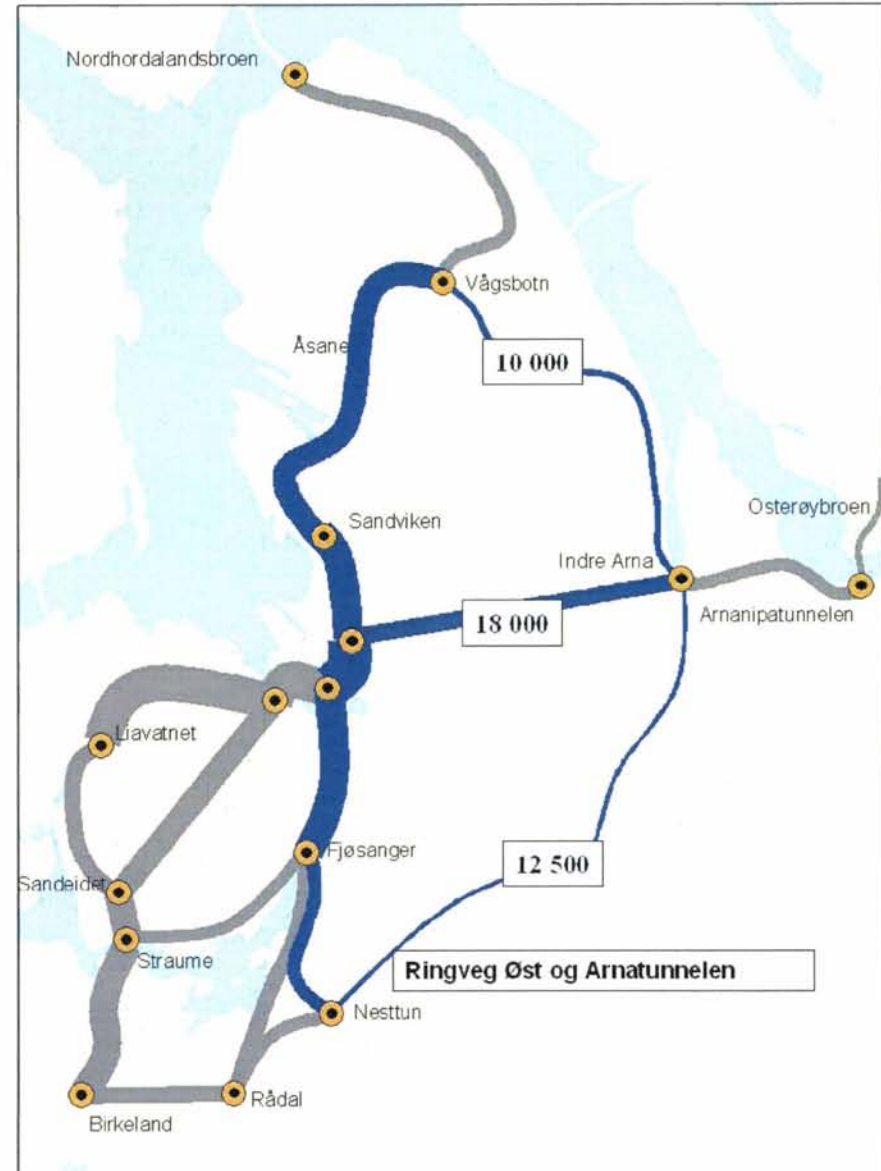 Nordhordalandsbroen
Vågsbotn
Åsane
10 000
Sandviken
Osterøybroen
Indre Arna
Arnanipatunnelen
18 000
Liavatnet
Fjøsanger
12 500
Sandeidet
Straume
Ringveg Øst og Arnatunnelen
Nesttun
Rådal
Birkeland